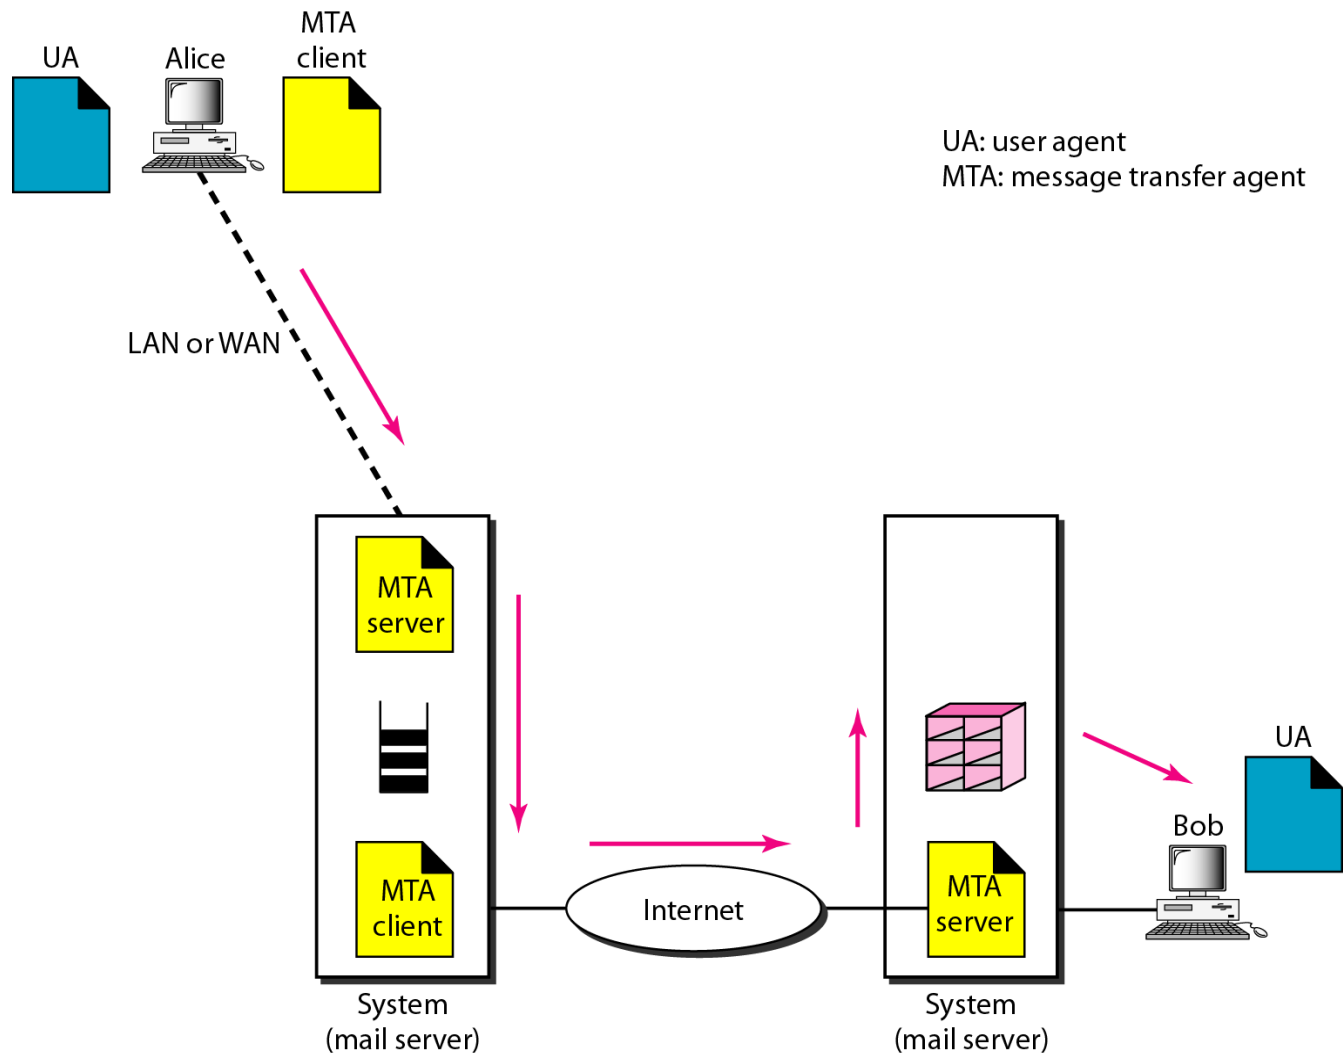 MTA
client
UA
Alice
UA: user agent
MTA: message transfer agent
LAN or WAN
MTA
server
MTA
client
Internet
MTA
server
UA
Bob
System
(mail server)
System
(mail server)